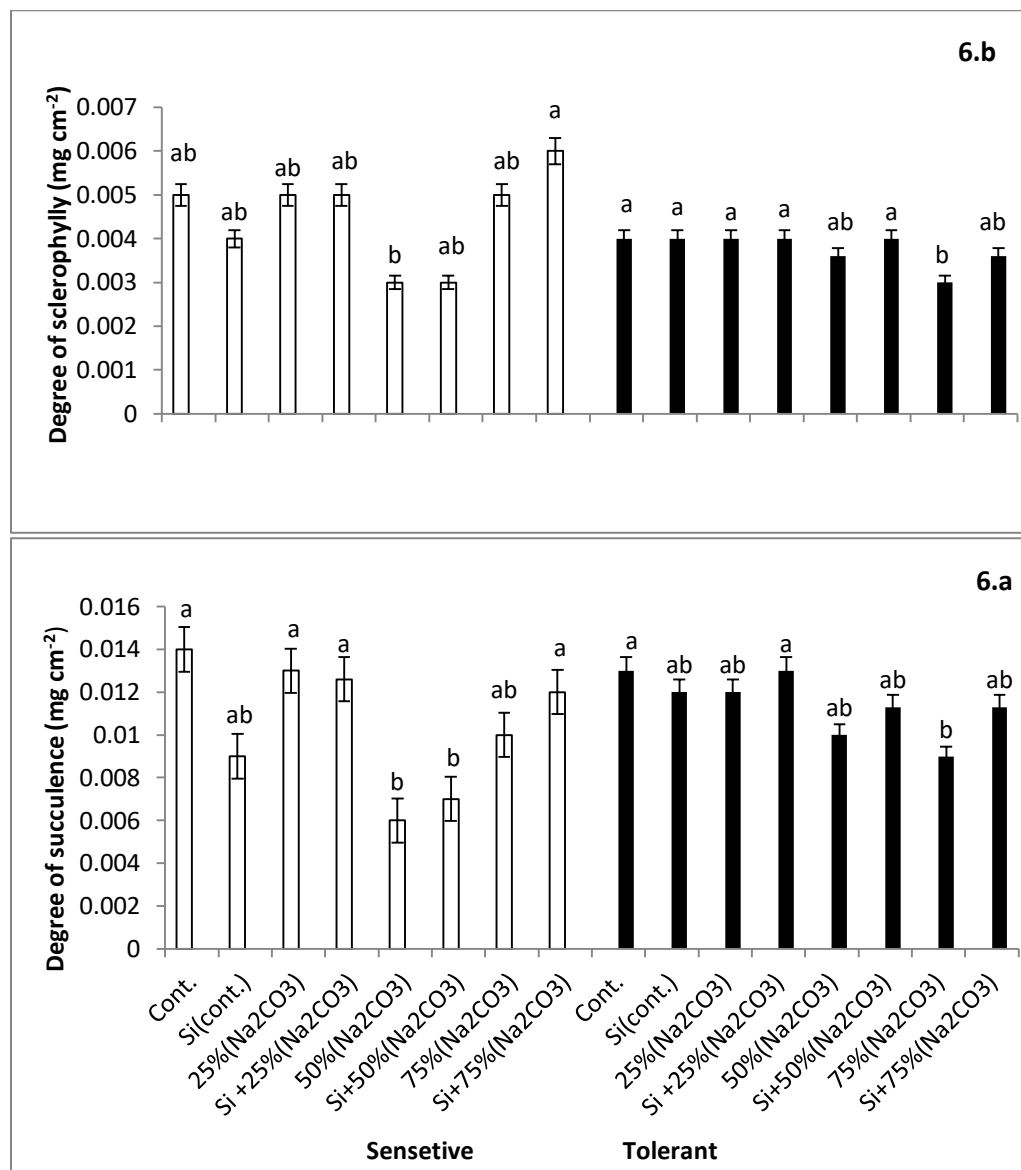 6.b
Degree of sclerophylly (mg cm-2)
0.007
0.006
0.005
0.004
0.003
0.002
0.001
0
ab
ab
ab
ab
b
ab
ab
a
a
a
a
a
ab
a
b
ab
6.a
Degree of succulence (mg cm-2)
0.016
0.014
0.012
0.01
0.008
0.006
0.004
0.002
0
a
ab
a
a
b
b
ab
a
a
ab
ab
a
ab
ab
b
ab
Cont.
Si(cont.)
25%(Na2CO3)
Si +25%(Na2CO3)
50%(Na2CO3)
Si+50%(Na2CO3)
75%(Na2CO3)
Si+75%(Na2CO3)
Cont.
Si(cont.)
25%(Na2CO3)
Si +25%(Na2CO3)
50%(Na2CO3)
Si+50%(Na2CO3)
75%(Na2CO3)
Si+75%(Na2CO3)
Sensetive Tolerant